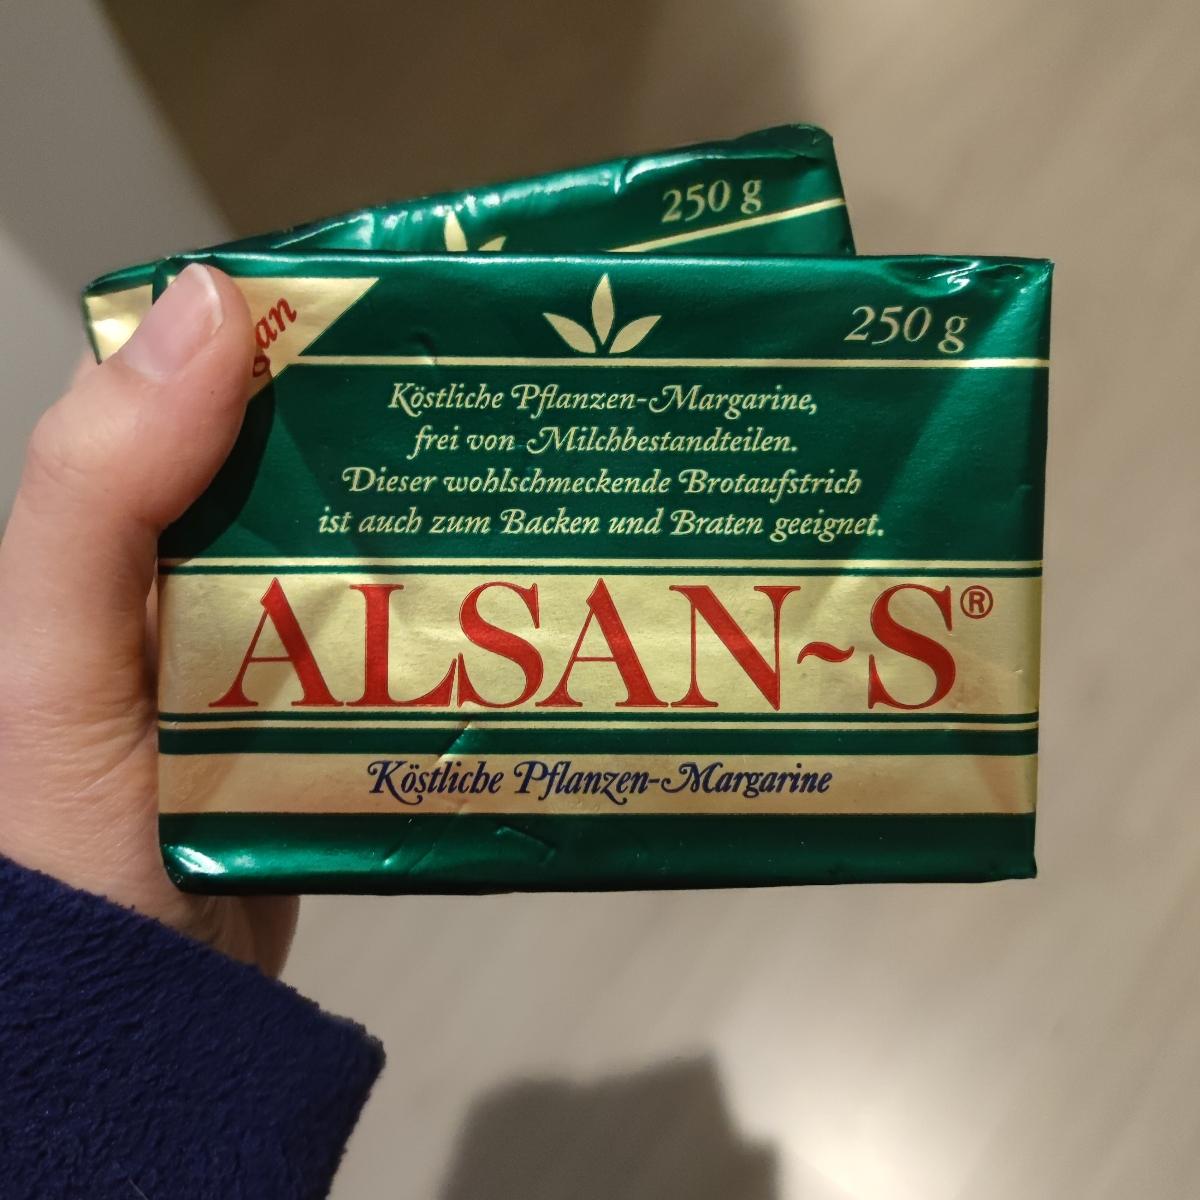 250 g
250 g
Köstliche Pflanzen-Margarine,
frei von Milchbestandteilen.
Dieser wohlschmeckende Brotaufstrich
ist auch zum Backen und Braten geeignet.
ALSAN-S®
Köstliche Pflanzen-Margarine